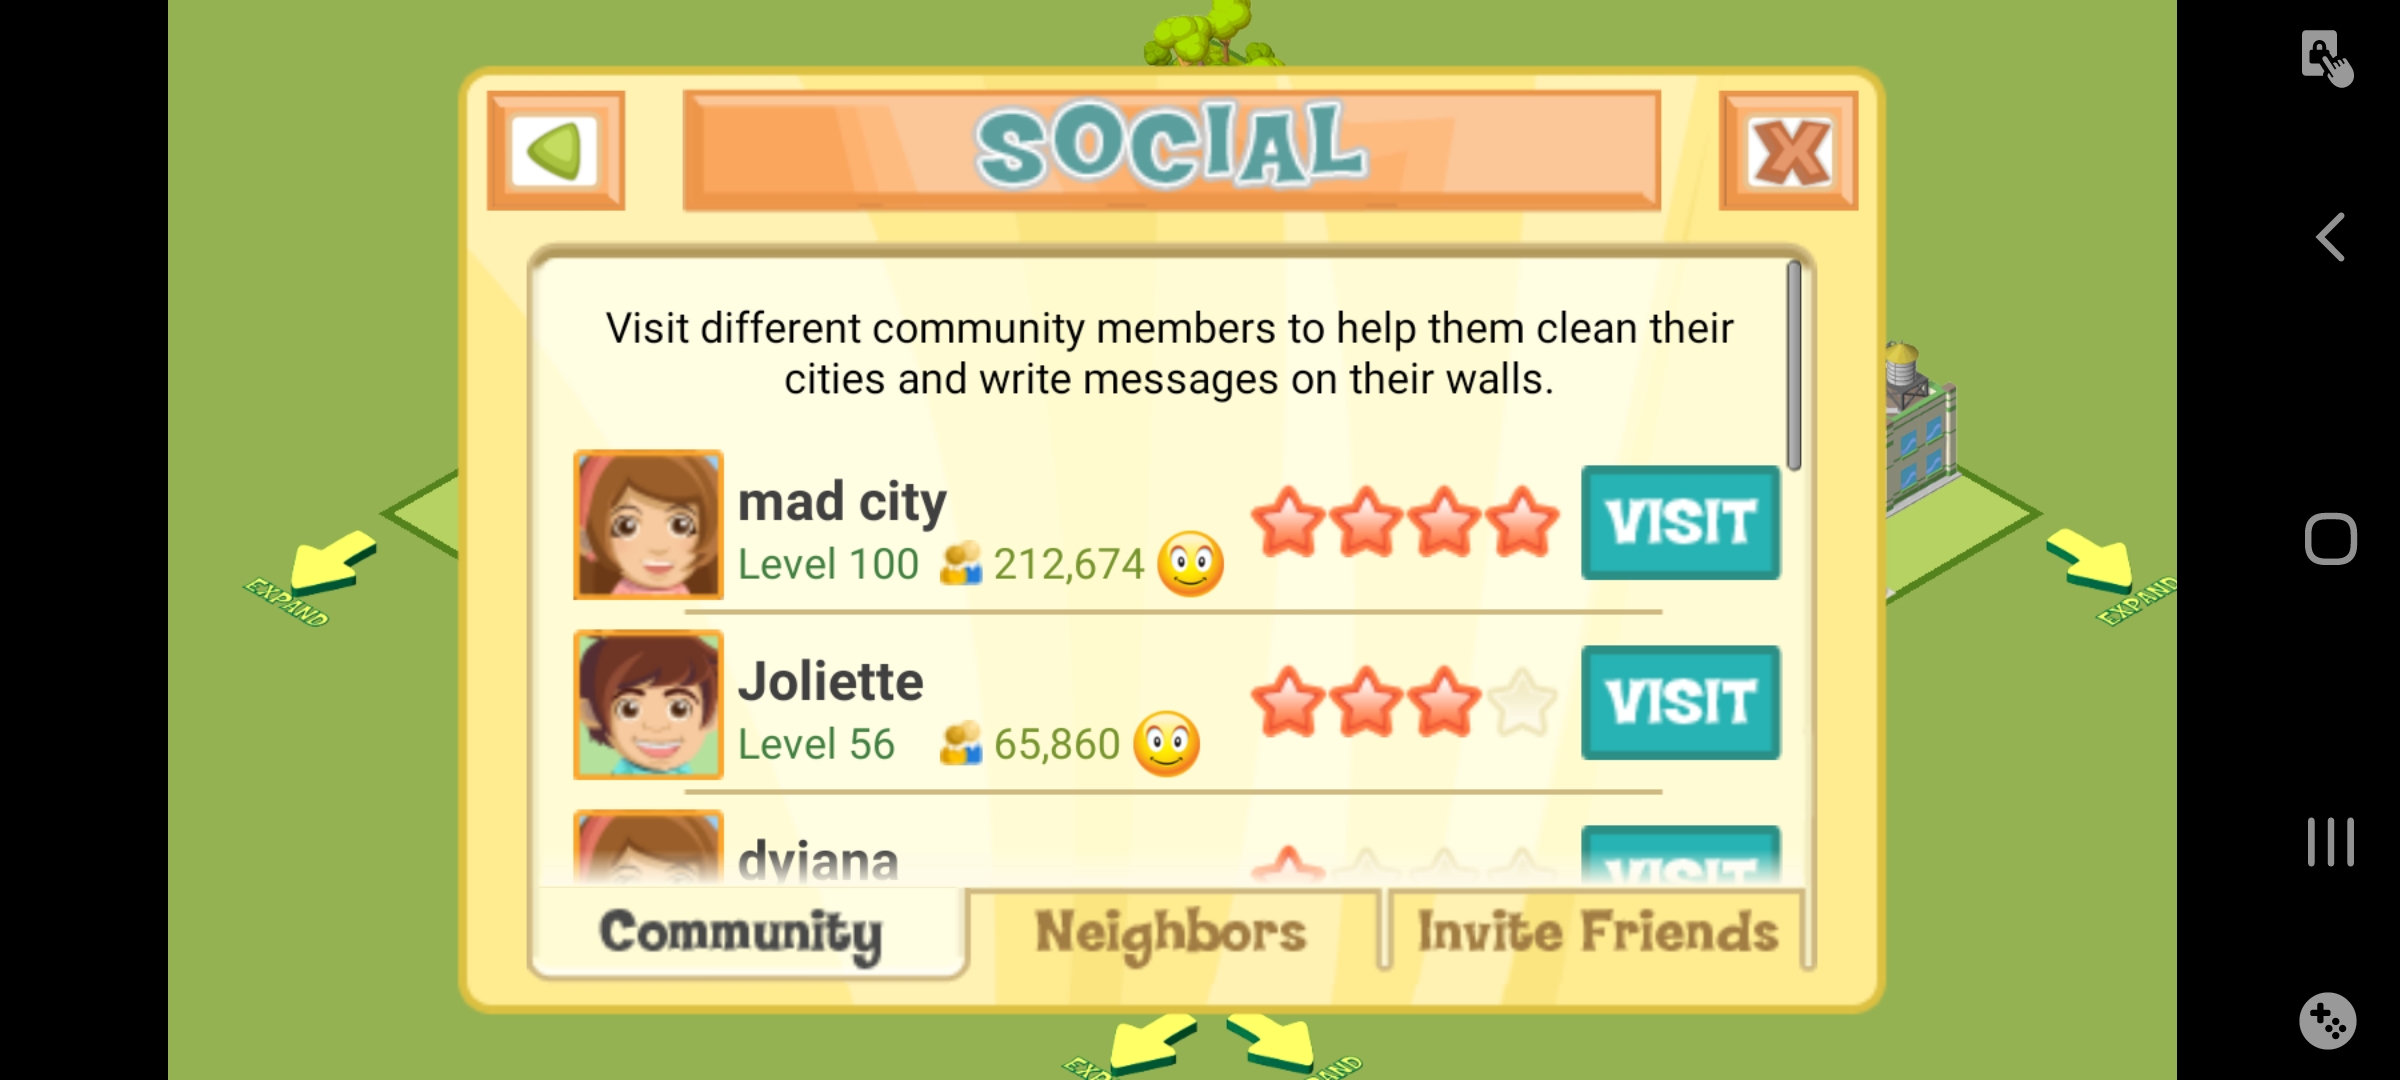 SOCIAL
Visit different community members to help them clean their
cities and write messages on their walls.
mad city
Level 100 212,674
VISIT
Joliette
Level 56 65,860
VISIT
dyiana
VISIT
Community
Neighbors
Invite Friends
EXPAND
EXPAND